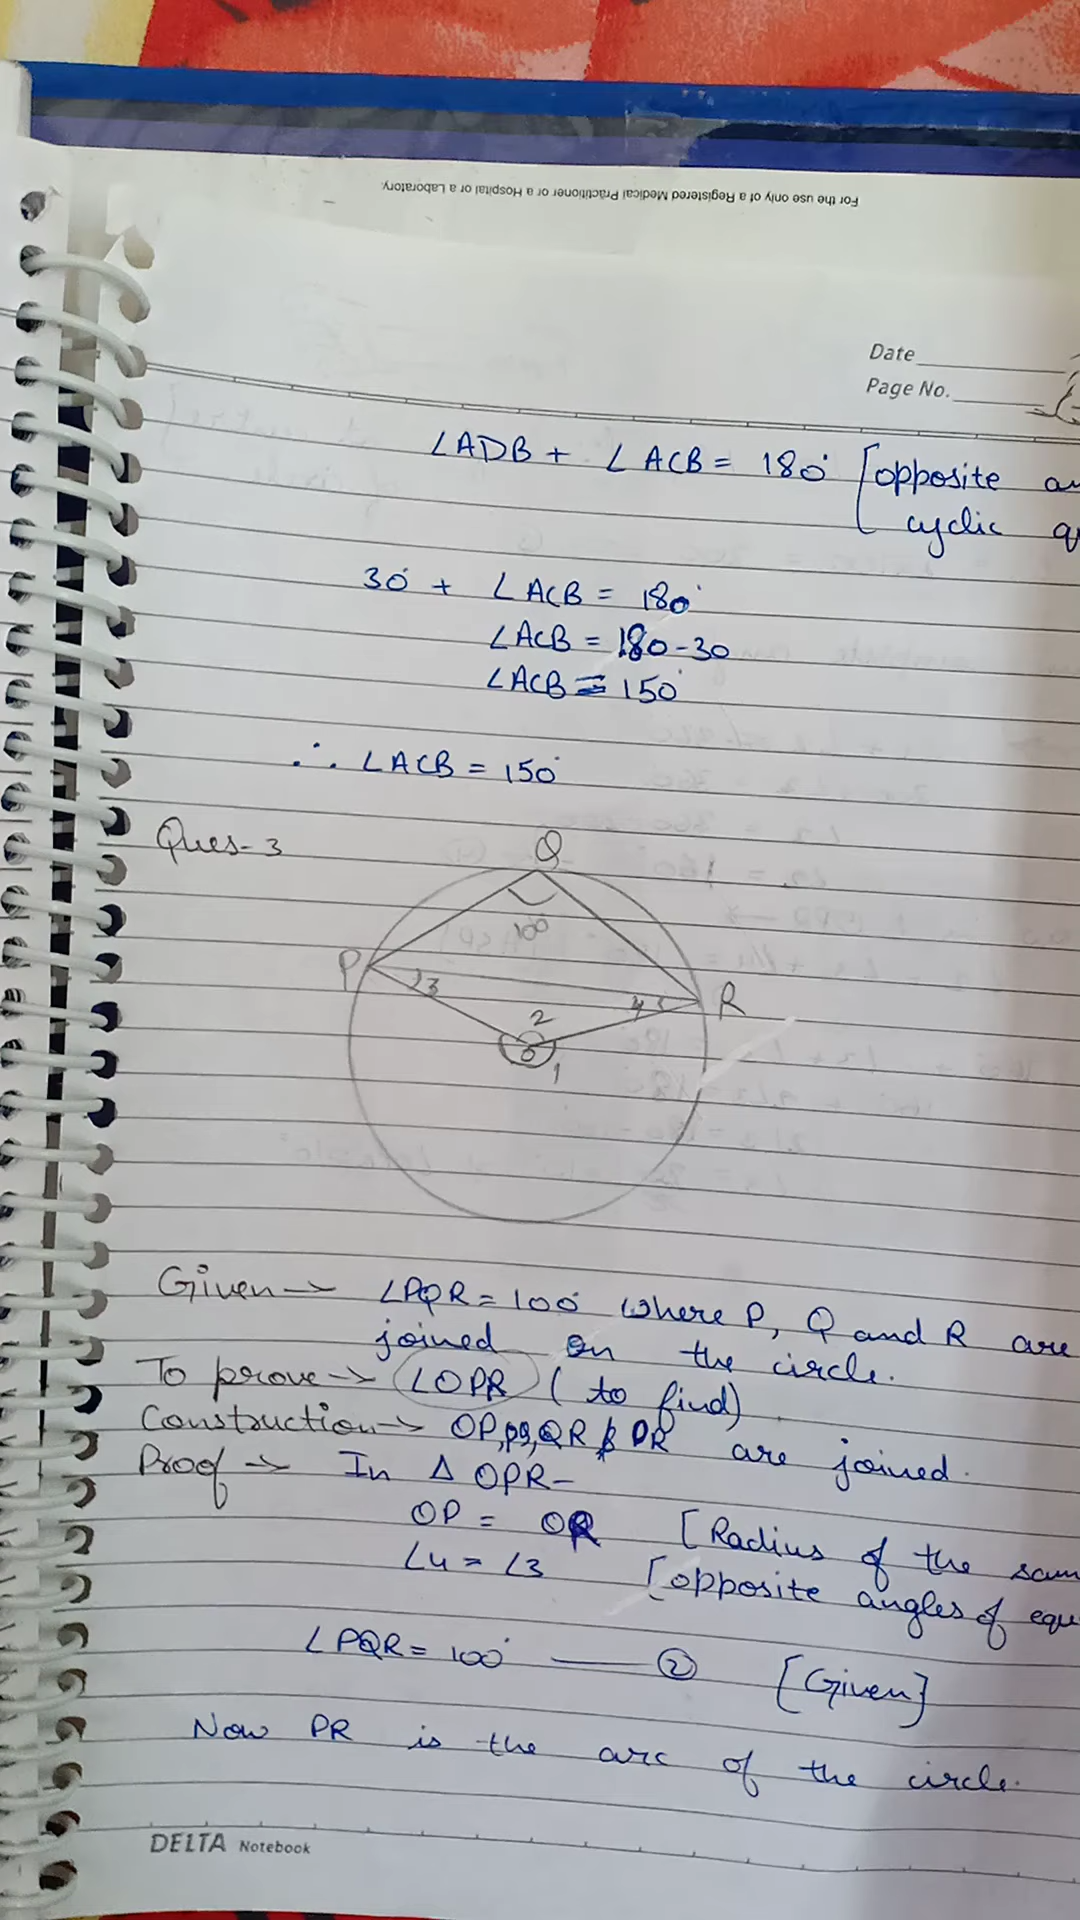 For the use only of a Registered Medical Practitioner or a Hospital or a Laboratory.
Date
Page No.
∠ADB + ∠ACB = 180° [opposite
cyclic
30° + ∠ACB = 180°
∠ACB = 180-30
∠ACB = 150°
∴ ∠ACB = 150°
Ques-3
Q
100°
P
3
4
R
2
O
1
Given → ∠PQR = 100° where P, Q and R are
joined on the circle.
To prove → ∠OPR (to find)
Construction → OP, PQ, QR & OR are joined.
Proof → In Δ OPR -
OP = OR [Radius of the
∠4 = ∠3 [opposite angles of
∠PQR = 100° — ② [Given]
Now PR is the arc of the circle.
DELTA Notebook